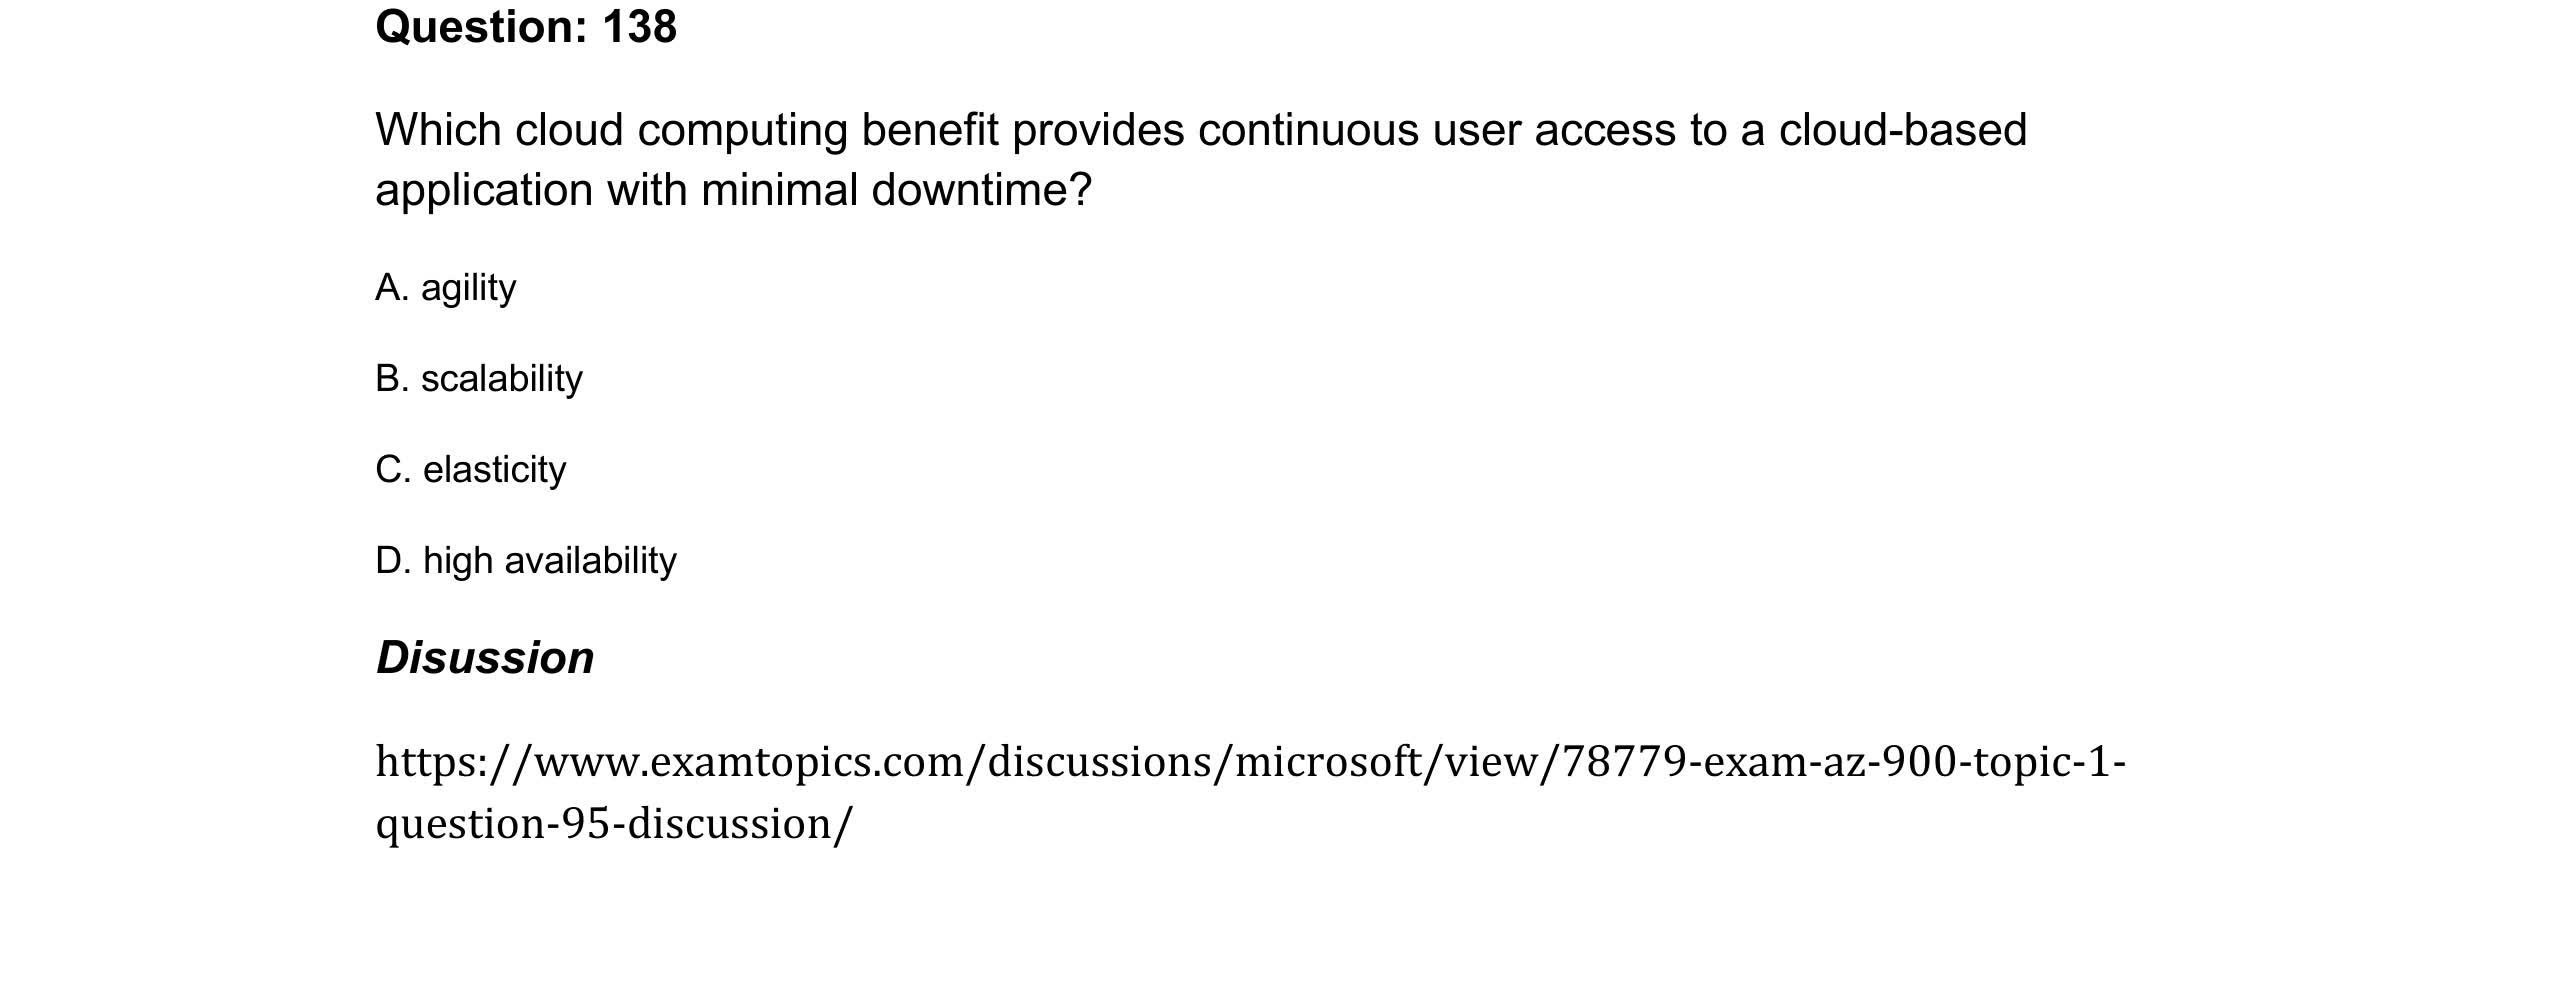 Question: 138
Which cloud computing benefit provides continuous user access to a cloud-based
application with minimal downtime?
A. agility
B. scalability
C. elasticity
D. high availability
Disussion
https://www.examtopics.com/discussions/microsoft/view/78779-exam-az-900-topic-1-
question-95-discussion/